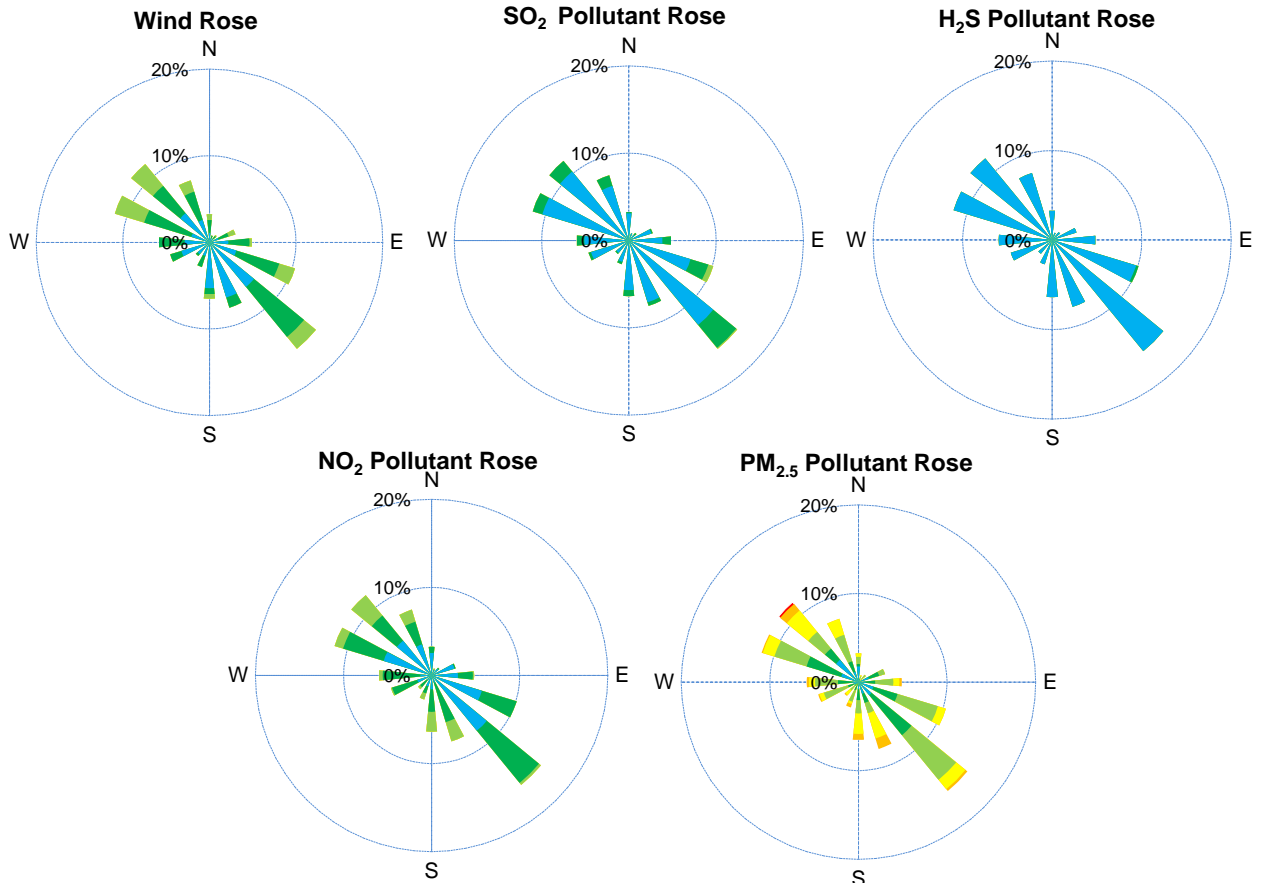 Wind Rose
N
20%
10%
0%
W
E
S
SO₂ Pollutant Rose
N
20%
10%
0%
W
E
S
H₂S Pollutant Rose
N
20%
10%
0%
W
E
S
NO₂ Pollutant Rose
N
20%
10%
0%
W
E
S
PM₂.₅ Pollutant Rose
N
20%
10%
0%
W
E
S